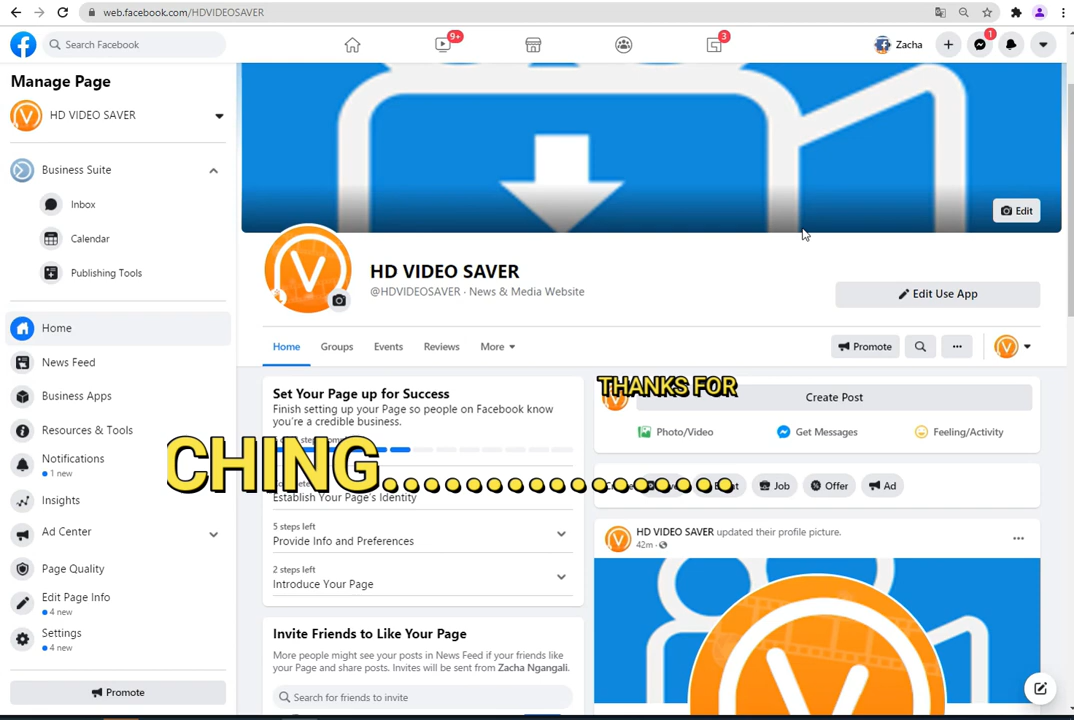 web.facebook.com/HDVIDEOSAVER
Search Facebook
9+
3
Zacha
1
Manage Page
HD VIDEO SAVER
Business Suite
Inbox
Calendar
Publishing Tools
Home
News Feed
Business Apps
Resources & Tools
Notifications
1 new
Insights
Ad Center
Page Quality
Edit Page Info
4 new
Settings
4 new
Promote
Edit
HD VIDEO SAVER
@HDVIDEOSAVER · News & Media Website
Edit Use App
Home Groups Events Reviews More
Promote
Set Your Page up for Success
Finish setting up your Page so people on Facebook know
you're a credible business.
Establish Your Page's Identity
5 steps left
Provide Info and Preferences
2 steps left
Introduce Your Page
Invite Friends to Like Your Page
More people might see your posts in News Feed if your friends like
your Page and share posts. Invites will be sent from Zacha Ngangali.
Search for friends to invite
THANKS FOR
CHING.........................
Create Post
Photo/Video Get Messages Feeling/Activity
Job Offer Ad
HD VIDEO SAVER updated their profile picture.
42m ·